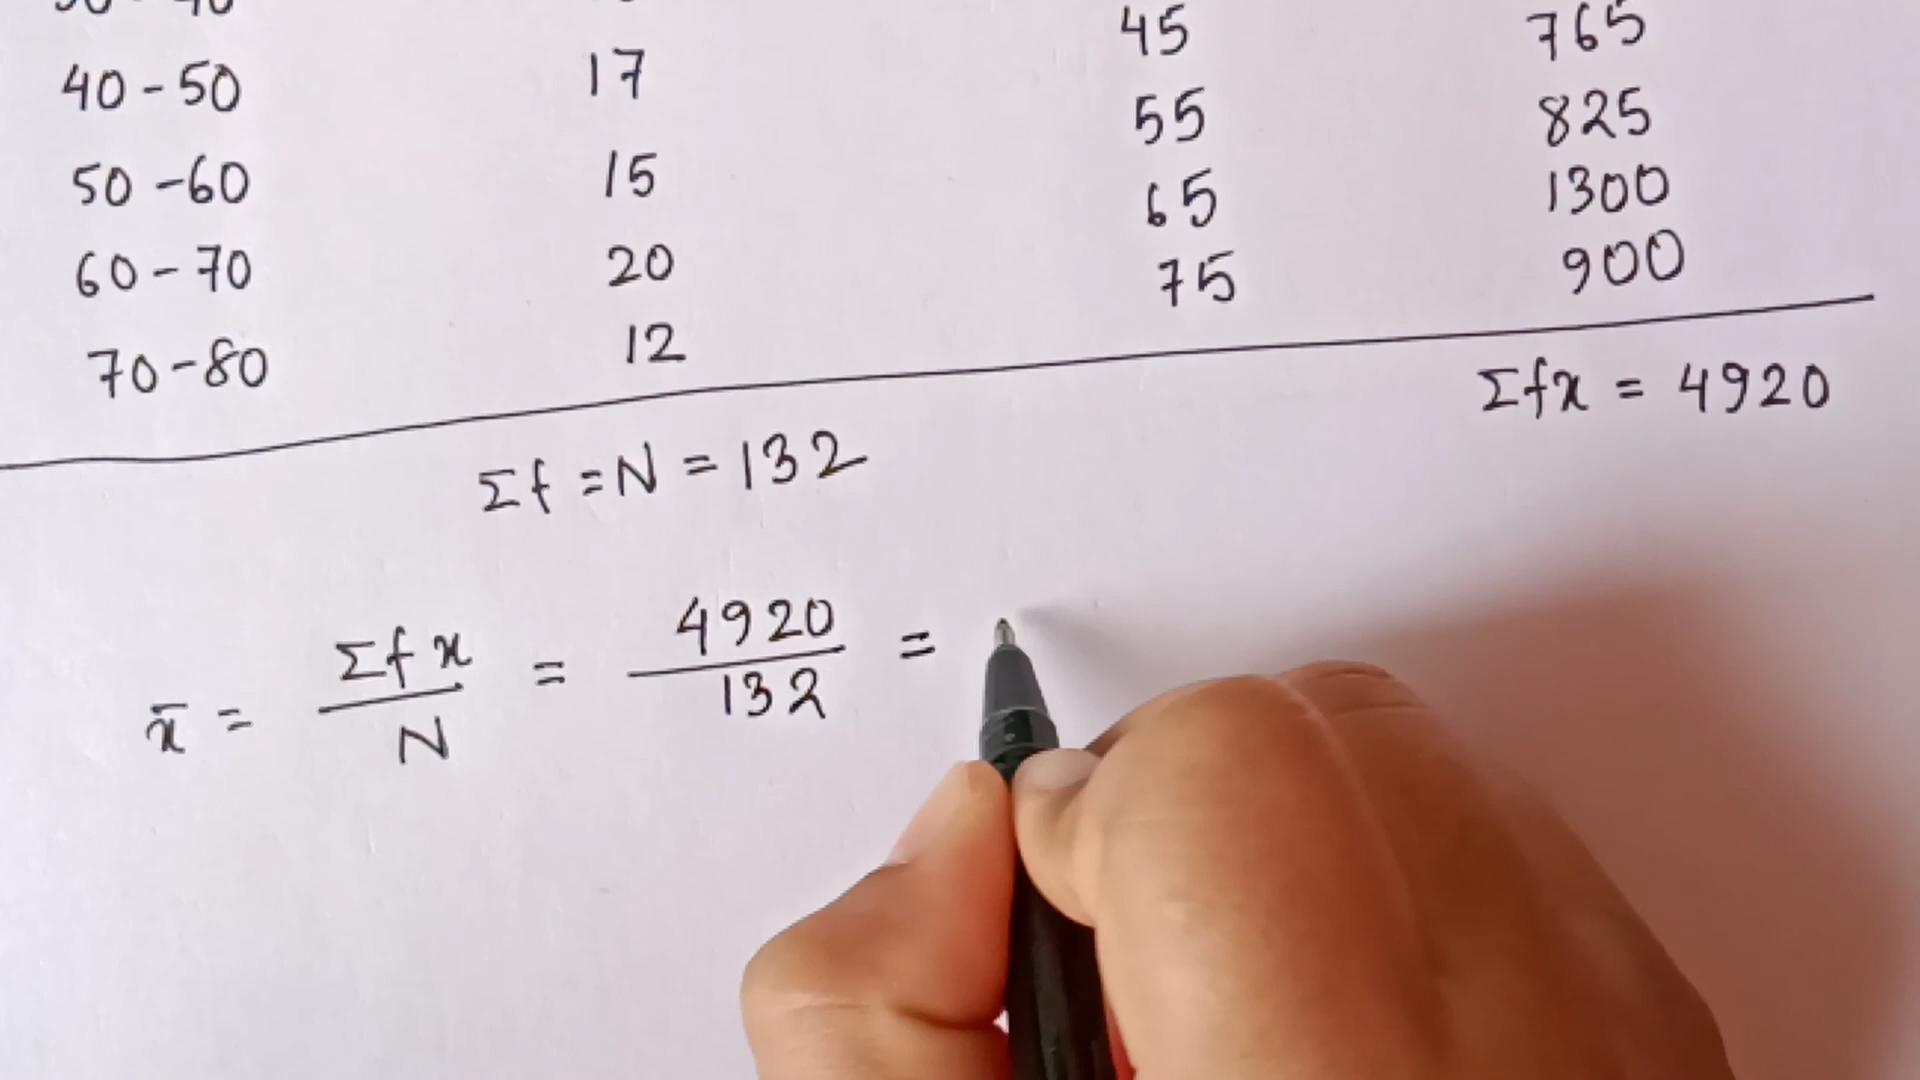 40-50 17 45 765
50-60 15 55 825
60-70 20 65 1300
70-80 12 75 900
Σf = N = 132 Σfx = 4920
x̄ = Σfx/N = 4920/132 =